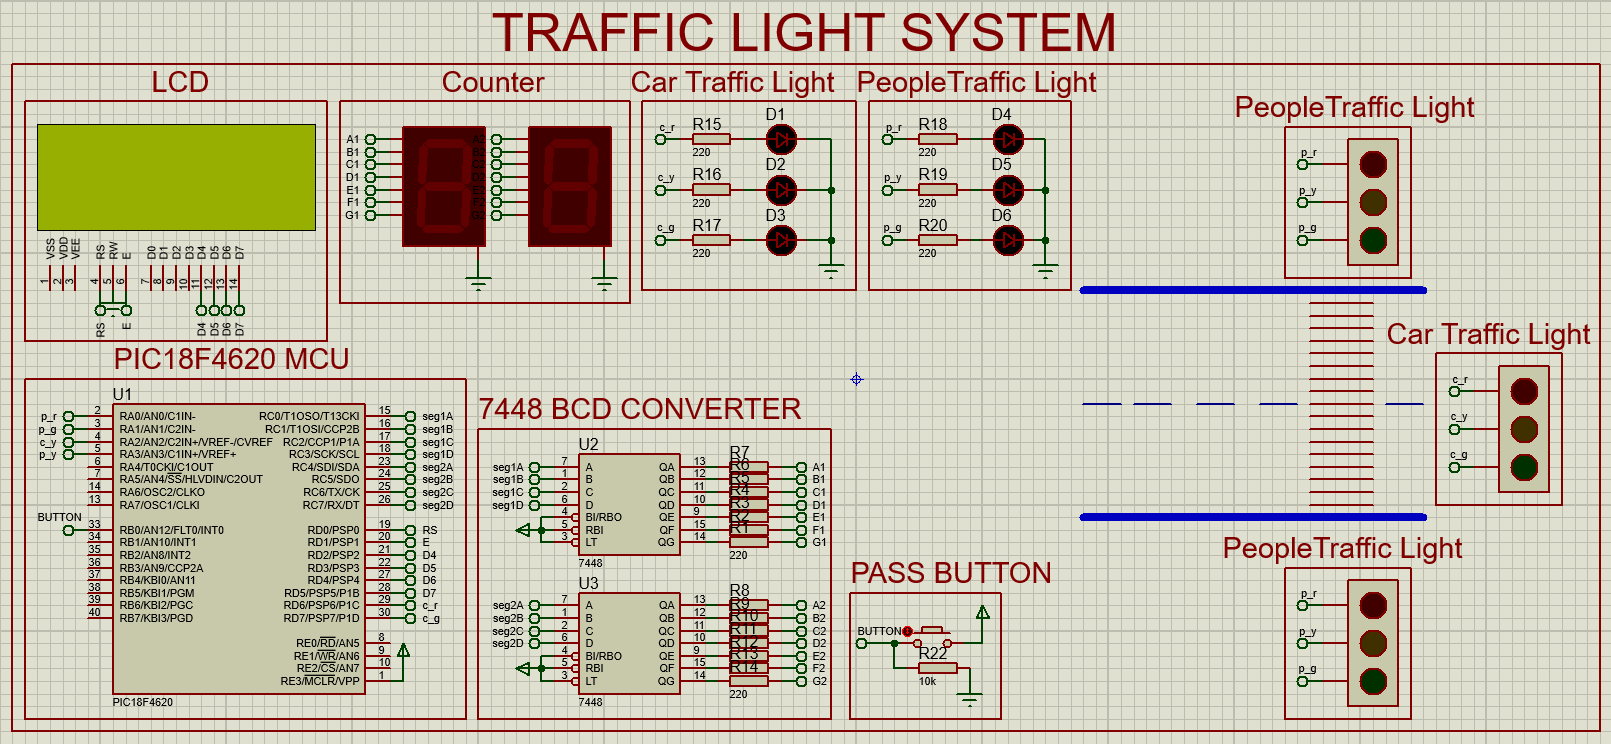 TRAFFIC LIGHT SYSTEM
LCD
Counter
Car Traffic Light
PeopleTraffic Light
PeopleTraffic Light
VSS
VDD
VEE
RS
RW
E
D0
D1
D2
D3
D4
D5
D6
D7
1
2
3
4
5
6
7
8
9
10
11
12
13
14
RS
E
D4
D5
D6
D7
A1
B1
C1
D1
E1
F1
G1
c_r
R15
220
D1
c_y
R16
220
D2
c_g
R17
220
D3
p_r
R18
220
D4
p_y
R19
220
D5
p_g
R20
220
D6
p_r
p_y
p_g
Car Traffic Light
c_r
c_y
c_g
PeopleTraffic Light
p_r
p_y
p_g
PIC18F4620 MCU
U1
p_r 2 RA0/AN0/C1IN- RC0/T1OSO/T13CKI 15 seg1A
p_g 3 RA1/AN1/C2IN- RC1/T1OSI/CCP2B 16 seg1B
c_y 4 RA2/AN2/C2IN+/VREF-/CVREF RC2/CCP1/P1A 17 seg1C
p_y 5 RA3/AN3/C1IN+/VREF+ RC3/SCK/SCL 18 seg1D
6 RA4/T0CKI/C1OUT RC4/SDI/SDA 23 seg2A
7 RA5/AN4/SS/HLVDIN/C2OUT RC5/SDO 24 seg2B
14 RA6/OSC2/CLKO RC6/TX/CK 25 seg2C
13 RA7/OSC1/CLKI RC7/RX/DT 26 seg2D
BUTTON
33 RB0/AN12/FLT0/INT0 RD0/PSP0 19 RS
34 RB1/AN10/INT1 RD1/PSP1 20 E
35 RB2/AN8/INT2 RD2/PSP2 21 D4
36 RB3/AN9/CCP2A RD3/PSP3 22 D5
37 RB4/KBI0/AN11 RD4/PSP4 27 D6
38 RB5/KBI1/PGM RD5/PSP5/P1B 28 D7
39 RB6/KBI2/PGC RD6/PSP6/P1C 29 c_r
40 RB7/KBI3/PGD RD7/PSP7/P1D 30 c_g
RE0/RD/AN5 8
RE1/WR/AN6 9
RE2/CS/AN7 10
RE3/MCLR/VPP 1
PIC18F4620
7448 BCD CONVERTER
U2
seg1A 7 A QA 13 A1
seg1B 1 B QB 12 B1
seg1C 2 C QC 11 C1
seg1D 6 D QD 10 D1
4 BI/RBO QE 9 E1
5 RBI QF 15 F1
3 LT QG 14 G1
R7
R6
R5
R4
R3
R2
R1
220
7448
U3
seg2A 7 A QA 13 A2
seg2B 1 B QB 12 B2
seg2C 2 C QC 11 C2
seg2D 6 D QD 10 D2
4 BI/RBO QE 9 E2
5 RBI QF 15 F2
3 LT QG 14 G2
R8
R9
R10
R11
R12
R13
R14
220
7448
PASS BUTTON
BUTTON
R22
10k